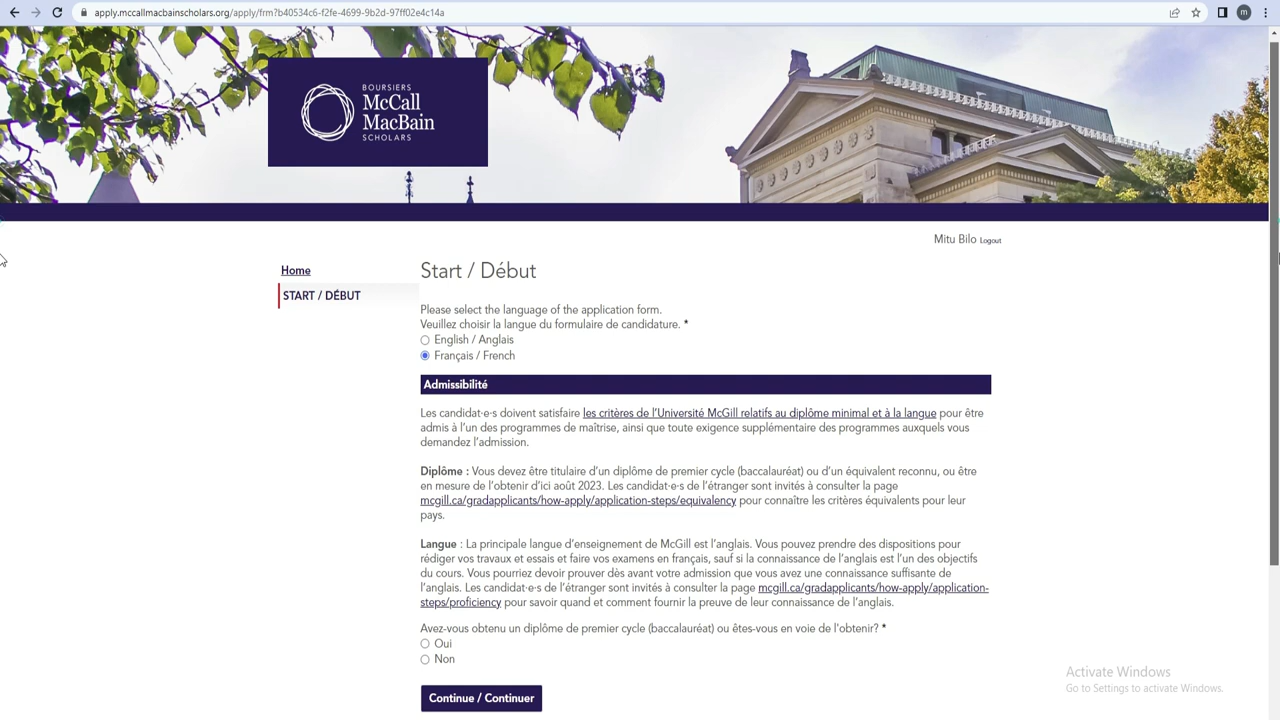 apply.mccallmacbainscholars.org/apply/frm?b40534c6-f2fe-4699-9b2d-97ff02e4c14a
m
BOURSIERS
McCall
MacBain
SCHOLARS
Mitu Bilo Logout
Home
START / DÉBUT
Start / Début
Please select the language of the application form.
Veuillez choisir la langue du formulaire de candidature. *
English / Anglais
Français / French
Admissibilité
Les candidat·e·s doivent satisfaire les critères de l'Université McGill relatifs au diplôme minimal et à la langue pour être
admis à l'un des programmes de maîtrise, ainsi que toute exigence supplémentaire des programmes auxquels vous
demandez l'admission.
Diplôme : Vous devez être titulaire d'un diplôme de premier cycle (baccalauréat) ou d'un équivalent reconnu, ou être
en mesure de l'obtenir d'ici août 2023. Les candidat·e·s de l'étranger sont invités à consulter la page
mcgill.ca/gradapplicants/how-apply/application-steps/equivalency pour connaître les critères équivalents pour leur
pays.
Langue : La principale langue d'enseignement de McGill est l'anglais. Vous pouvez prendre des dispositions pour
rédiger vos travaux et essais et faire vos examens en français, sauf si la connaissance de l'anglais est l'un des objectifs
du cours. Vous pourriez devoir prouver dès avant votre admission que vous avez une connaissance suffisante de
l'anglais. Les candidat·e·s de l'étranger sont invités à consulter la page mcgill.ca/gradapplicants/how-apply/application-
steps/proficiency pour savoir quand et comment fournir la preuve de leur connaissance de l'anglais.
Avez-vous obtenu un diplôme de premier cycle (baccalauréat) ou êtes-vous en voie de l'obtenir? *
Oui
Non
Continue / Continuer
Activate Windows
Go to Settings to activate Windows.